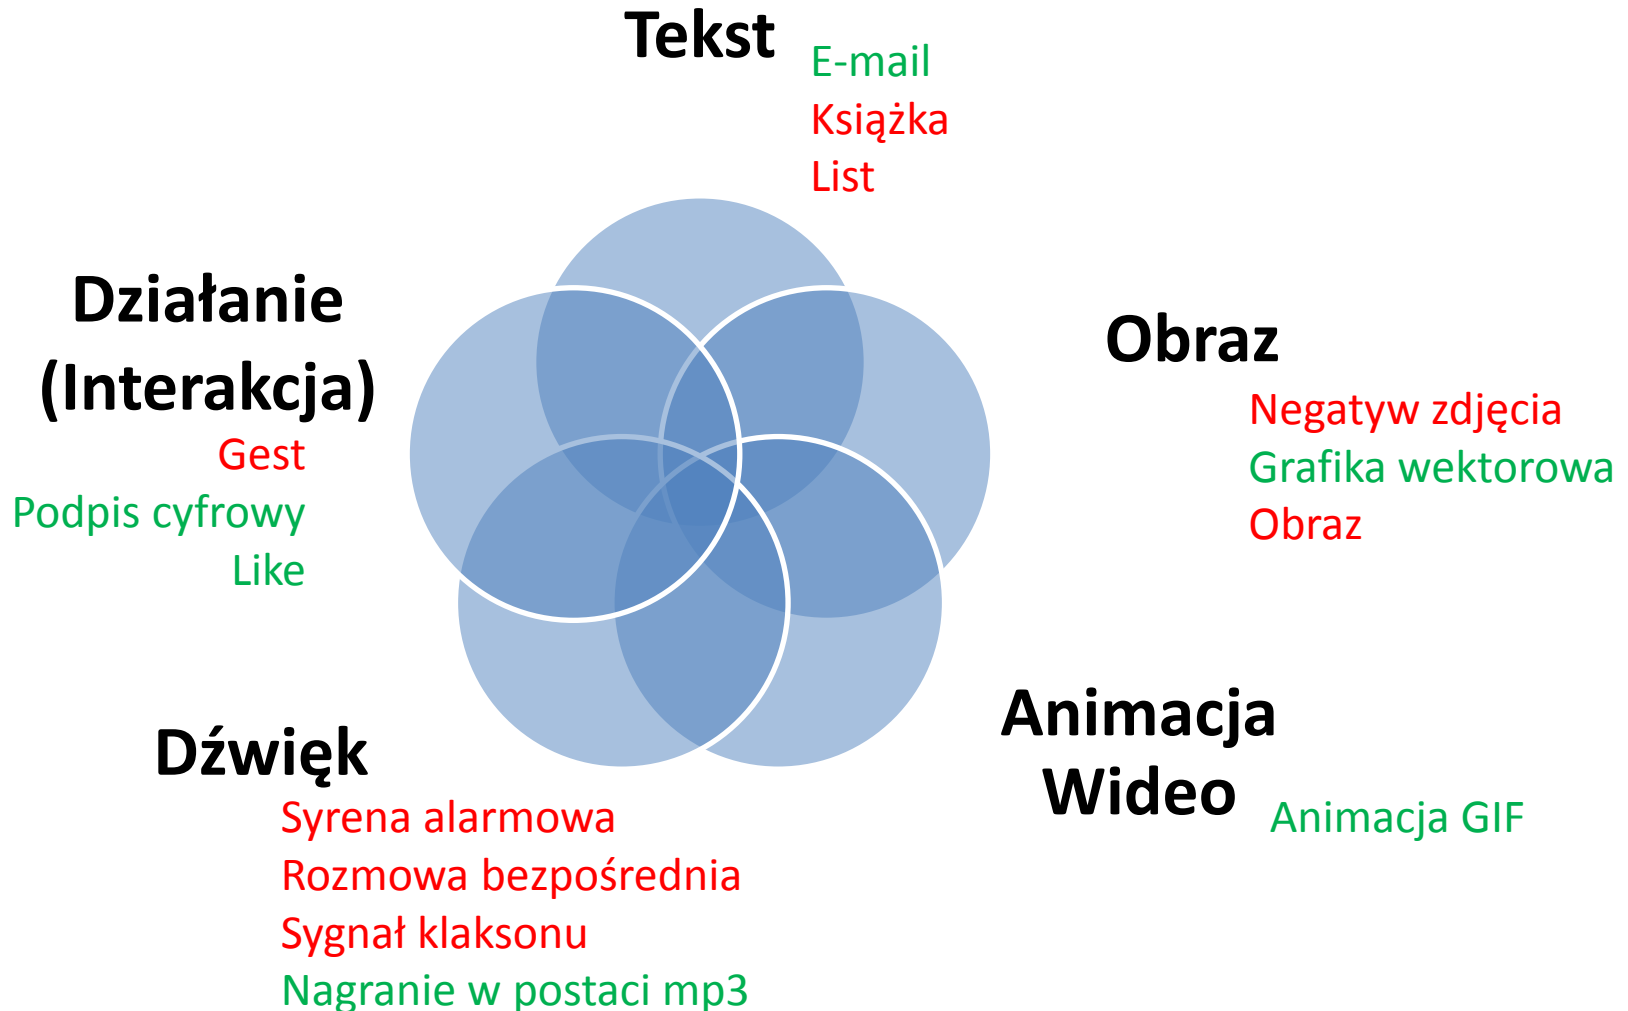 Tekst
E-mail
Książka
List
Działanie
(Interakcja)
Gest
Podpis cyfrowy
Like
Obraz
Negatyw zdjęcia
Grafika wektorowa
Obraz
Dźwięk
Syrena alarmowa
Rozmowa bezpośrednia
Sygnał klaksonu
Nagranie w postaci mp3
Animacja
Wideo
Animacja GIF